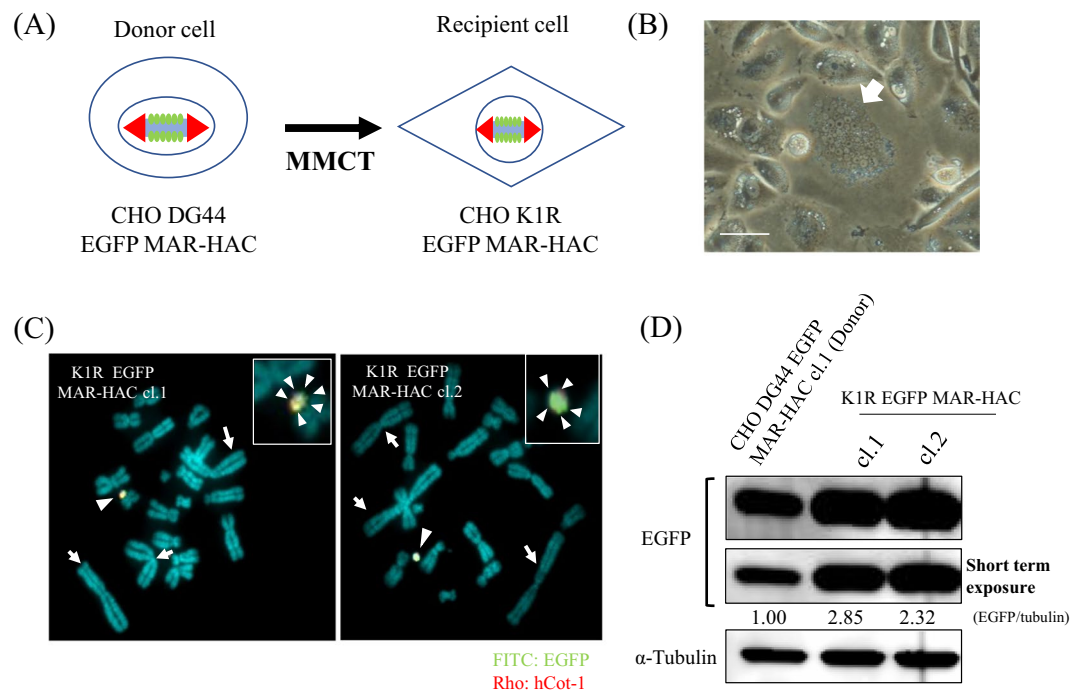 (A)
Donor cell
Recipient cell
MMCT
CHO DG44
EGFP MAR-HAC
CHO K1R
EGFP MAR-HAC
(B)
(C)
K1R EGFP
MAR-HAC cl.1
K1R EGFP
MAR-HAC cl.2
FITC: EGFP
Rho: hCot-1
(D)
CHO DG44 EGFP
MAR-HAC cl.1 (Donor)
K1R EGFP MAR-HAC
cl.1
cl.2
EGFP
Short term
exposure
1.00 2.85 2.32 (EGFP/tubulin)
α-Tubulin